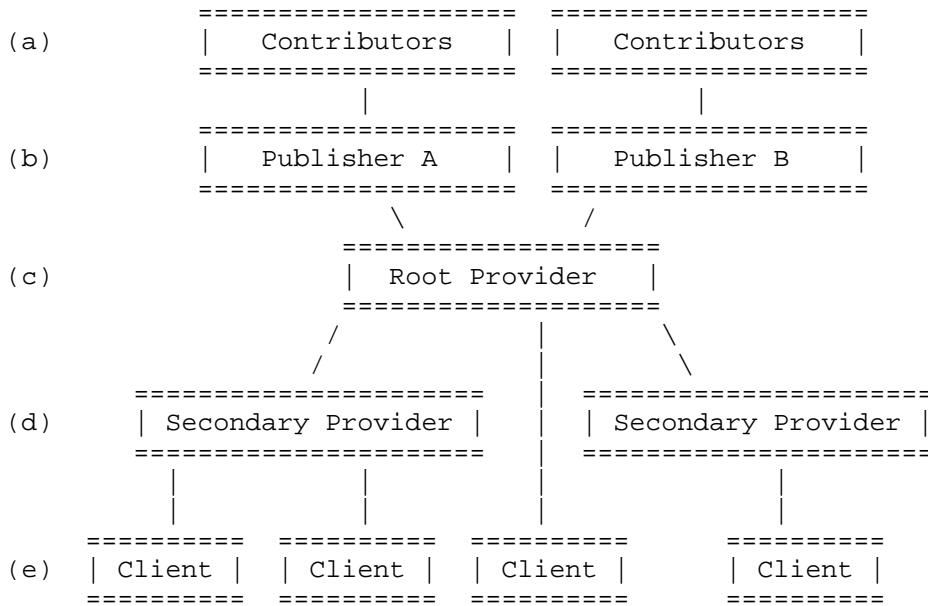 ====================  ====================
(a)                 |   Contributors   |  |   Contributors   |
                    ====================  ====================
                              |                    |
                    ====================  ====================
(b)                 |   Publisher A    |  |   Publisher B    |
                    ====================  ====================
                                \           /
                             ====================
(c)                          |  Root Provider   |
                             ====================
                            /            |       \
                           /             |        \
                ======================   |   ======================
(d)             | Secondary Provider |   |   | Secondary Provider |
                ======================   |   ======================
                  |           |          |               |
                  |           |          |               |
             ==========  ==========  ==========      ==========
(e)          | Client |  | Client |  | Client |      | Client |
             ==========  ==========  ==========      ==========